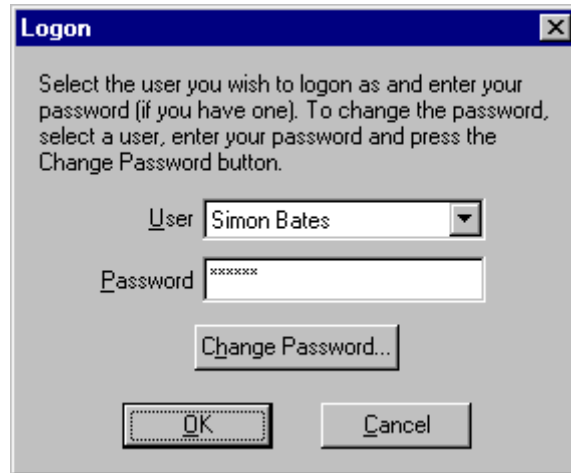 Logon
Select the user you wish to logon as and enter your
password (if you have one). To change the password,
select a user, enter your password and press the
Change Password button.
User Simon Bates
Password ******
Change Password...
OK Cancel